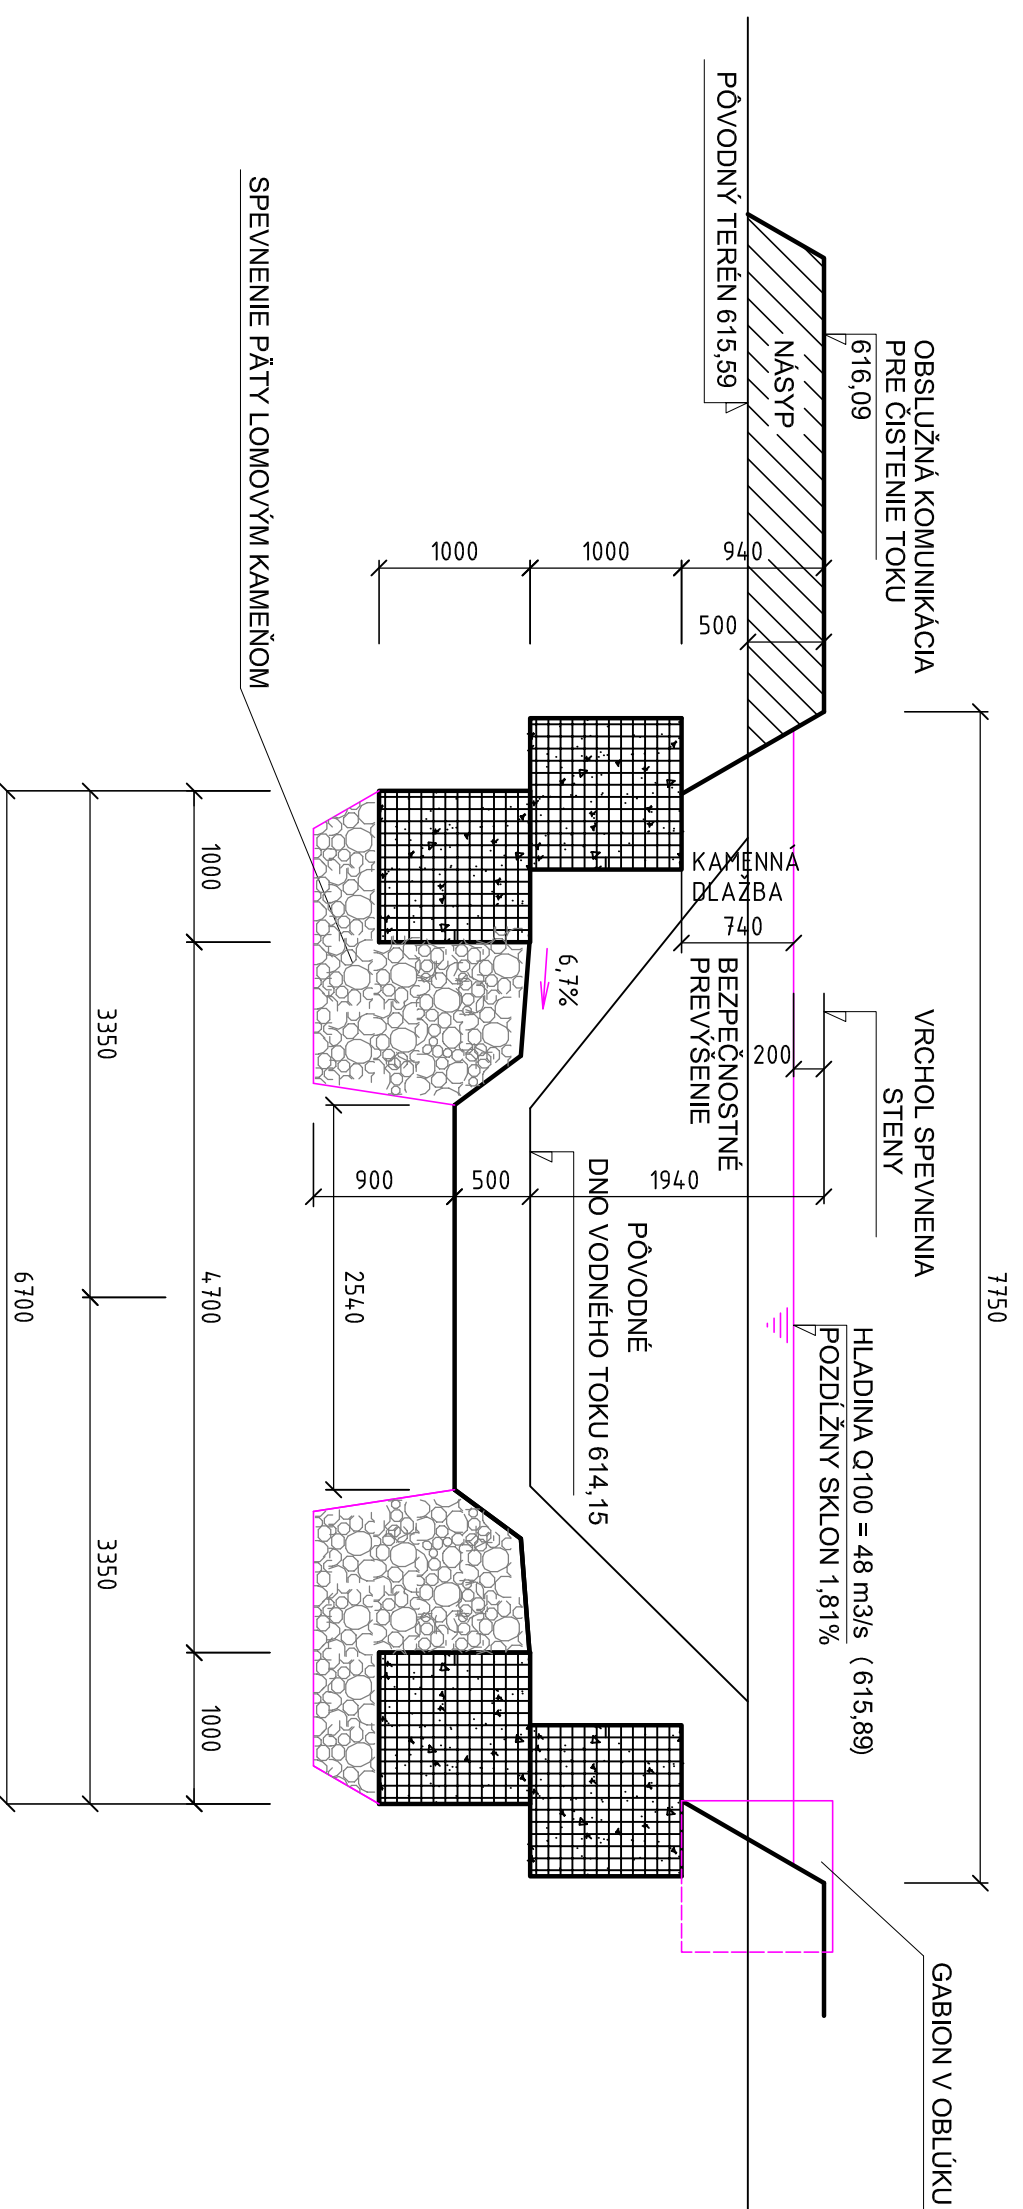 OBSLUŽNÁ KOMUNIKÁCIA
PRE ČISTENIE TOKU
616,09
NÁSYP
PÔVODNÝ TERÉN 615,59
SPEVNENIE PÄTY LOMOVÝM KAMEŇOM
940
1000
1000
500
7750
VRCHOL SPEVNENIA
STENY
HLADINA Q100 = 48 m3/s ( 615,89)
POZDĹŽNY SKLON 1,81%
GABION V OBLÚKU
KAMENNÁ
DLAŽBA
740
200
BEZPEČNOSTNÉ
PREVÝŠENIE
6,7%
1940
500
900
PÔVODNÉ
DNO VODNÉHO TOKU 614,15
2540
1000
4700
1000
3350
3350
6700